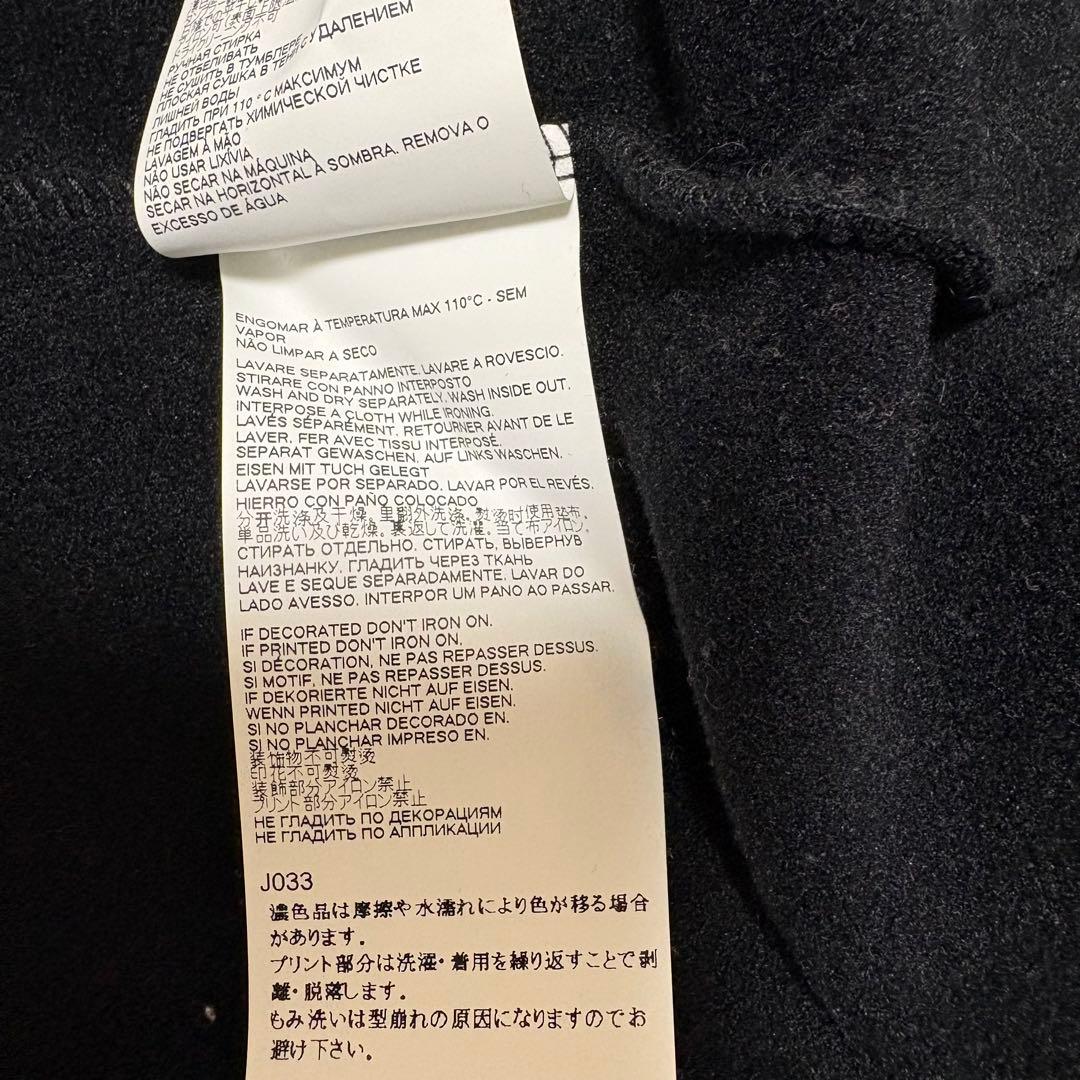 РУЧНАЯ СТИРКА
НЕ ОТБЕЛИВАТЬ
НЕ СУШИТЬ В ТУМБЛЕРЕ
ПЛОСКАЯ СУШКА В ТЕНИ С УДАЛЕНИЕМ
ЛИШНЕЙ ВОДЫ
ГЛАДИТЬ ПРИ 110 °C МАКСИМУМ
НЕ ПОДВЕРГАТЬ ХИМИЧЕСКОЙ ЧИСТКЕ
LAVAGEM À MÃO
NÃO USAR LIXÍVIA
NÃO SECAR NA MÁQUINA
SECAR NA HORIZONTAL À SOMBRA. REMOVA O
EXCESSO DE ÁGUA
ENGOMAR À TEMPERATURA MAX 110°C - SEM
VAPOR
NÃO LIMPAR A SECO
LAVARE SEPARATAMENTE. LAVARE A ROVESCIO.
STIRARE CON PANNO INTERPOSTO
WASH AND DRY SEPARATELY. WASH INSIDE OUT.
INTERPOSE A CLOTH WHILE IRONING.
LAVÉS SÉPARÉMENT. RETOURNER AVANT DE LE
LAVER. FER AVEC TISSU INTERPOSÉ.
SEPARAT GEWASCHEN. AUF LINKS WASCHEN.
EISEN MIT TUCH GELEGT
LAVARSE POR SEPARADO. LAVAR POR EL REVÉS.
HIERRO CON PAÑO COLOCADO
分开洗涤及干燥。里翻外洗涤。熨烫时使用垫布。
単品洗い及び乾燥。裏返して洗濯。当て布アイロン。
СТИРАТЬ ОТДЕЛЬНО. СТИРАТЬ, ВЫВЕРНУВ
НАИЗНАНКУ. ГЛАДИТЬ ЧЕРЕЗ ТКАНЬ
LAVE E SEQUE SEPARADAMENTE. LAVAR DO
LADO AVESSO. INTERPOR UM PANO AO PASSAR.
IF DECORATED DON'T IRON ON.
IF PRINTED DON'T IRON ON.
SI DÉCORATION, NE PAS REPASSER DESSUS.
SI MOTIF, NE PAS REPASSER DESSUS.
IF DEKORIERTE NICHT AUF EISEN.
WENN PRINTED NICHT AUF EISEN.
SI NO PLANCHAR DECORADO EN.
SI NO PLANCHAR IMPRESO EN.
装饰物不可熨烫
印花不可熨烫
装飾部分アイロン禁止
プリント部分アイロン禁止
НЕ ГЛАДИТЬ ПО ДЕКОРАЦИЯМ
НЕ ГЛАДИТЬ ПО АППЛИКАЦИИ
J033
濃色品は摩擦や水濡れにより色が移る場合
があります。
プリント部分は洗濯・着用を繰り返すことで剥
離・脱落します。
もみ洗いは型崩れの原因になりますのでお
避け下さい。